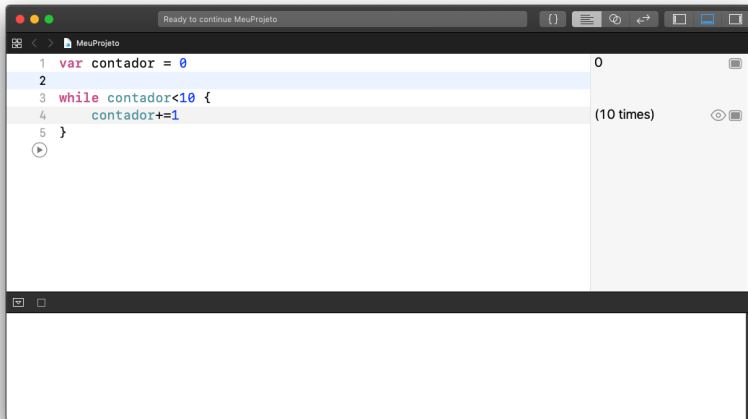 Ready to continue MeuProjeto
{}
MeuProjeto
1 var contador = 0
0
2
3 while contador<10 {
4 contador+=1
(10 times)
5 }